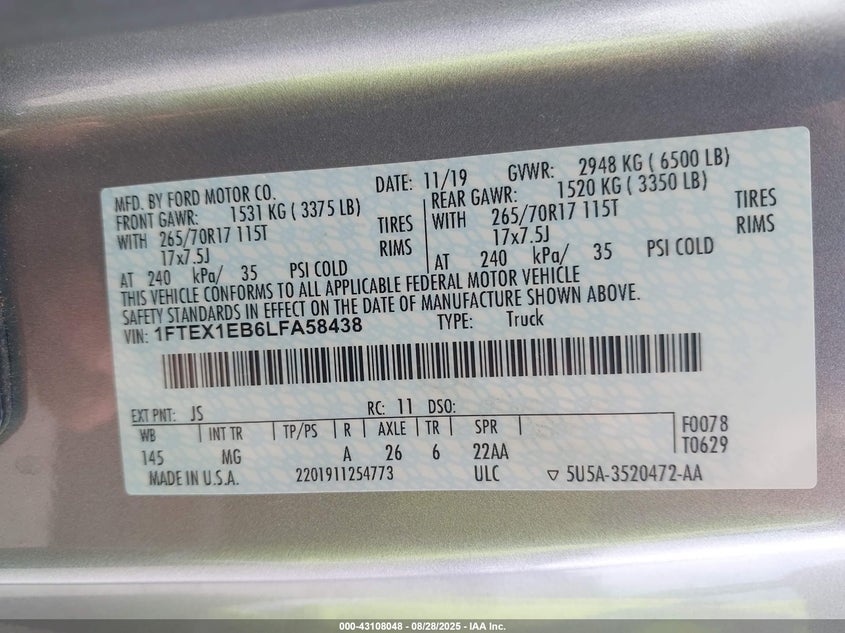 MFD. BY FORD MOTOR CO. DATE: 11/19 GVWR: 2948 KG ( 6500 LB)
FRONT GAWR: 1531 KG ( 3375 LB) REAR GAWR: 1520 KG ( 3350 LB)
WITH 265/70R17 115T TIRES WITH 265/70R17 115T TIRES
17x7.5J RIMS 17x7.5J RIMS
AT 240 kPa/ 35 PSI COLD AT 240 kPa/ 35 PSI COLD
THIS VEHICLE CONFORMS TO ALL APPLICABLE FEDERAL MOTOR VEHICLE
SAFETY STANDARDS IN EFFECT ON THE DATE OF MANUFACTURE SHOWN ABOVE.
VIN: 1FTEX1EB6LFA58438 TYPE: Truck
EXT PNT: JS RC: 11 DSO:
WB INT TR TP/PS R AXLE TR SPR F0078
145 MG A 26 6 22AA T0629
MADE IN U.S.A. 2201911254773 ULC ▽ 5U5A-3520472-AA
000-43108048 - 08/28/2025 - IAA Inc.